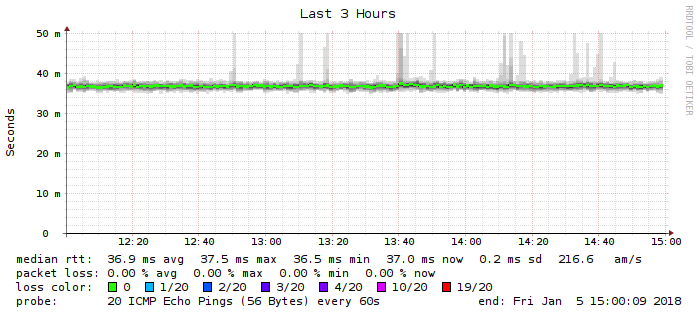 Last 3 Hours
RRDTOOL / TOBI OETIKER
Seconds
50 m
40 m
30 m
20 m
10 m
0
12:20 12:40 13:00 13:20 13:40 14:00 14:20 14:40 15:00
median rtt: 36.9 ms avg 37.5 ms max 36.5 ms min 37.0 ms now 0.2 ms sd 216.6 am/s
packet loss: 0.00 % avg 0.00 % max 0.00 % min 0.00 % now
loss color: 0 1/20 2/20 3/20 4/20 10/20 19/20
probe: 20 ICMP Echo Pings (56 Bytes) every 60s end: Fri Jan 5 15:00:09 2018